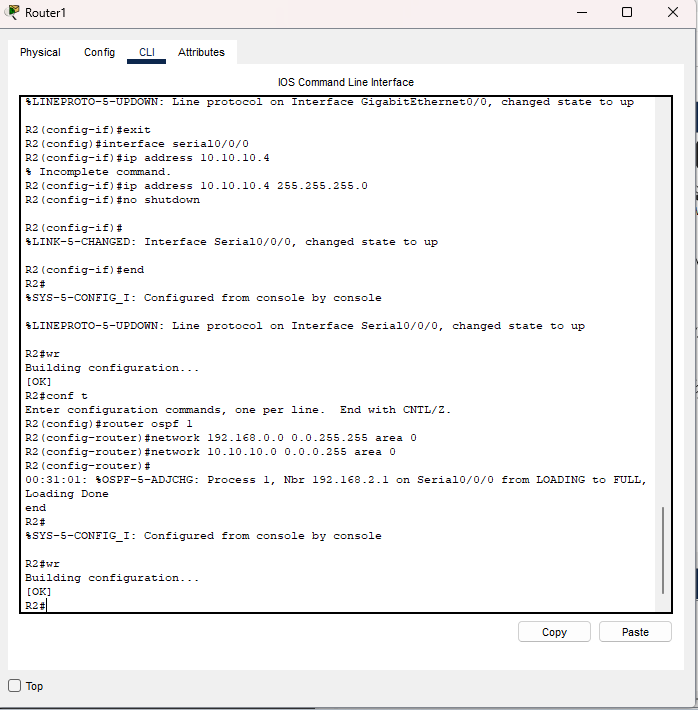 Router1
Physical Config CLI Attributes
IOS Command Line Interface
%LINEPROTO-5-UPDOWN: Line protocol on Interface GigabitEthernet0/0, changed state to up
R2(config-if)#exit
R2(config)#interface serial0/0/0
R2(config-if)#ip address 10.10.10.4
% Incomplete command.
R2(config-if)#ip address 10.10.10.4 255.255.255.0
R2(config-if)#no shutdown
R2(config-if)#
%LINK-5-CHANGED: Interface Serial0/0/0, changed state to up
R2(config-if)#end
R2#
%SYS-5-CONFIG_I: Configured from console by console
%LINEPROTO-5-UPDOWN: Line protocol on Interface Serial0/0/0, changed state to up
R2#wr
Building configuration...
[OK]
R2#conf t
Enter configuration commands, one per line.  End with CNTL/Z.
R2(config)#router ospf 1
R2(config-router)#network 192.168.0.0 0.0.255.255 area 0
R2(config-router)#network 10.10.10.0 0.0.0.255 area 0
R2(config-router)#
00:31:01: %OSPF-5-ADJCHG: Process 1, Nbr 192.168.2.1 on Serial0/0/0 from LOADING to FULL,
Loading Done
end
R2#
%SYS-5-CONFIG_I: Configured from console by console
R2#wr
Building configuration...
[OK]
R2#
Copy Paste
Top